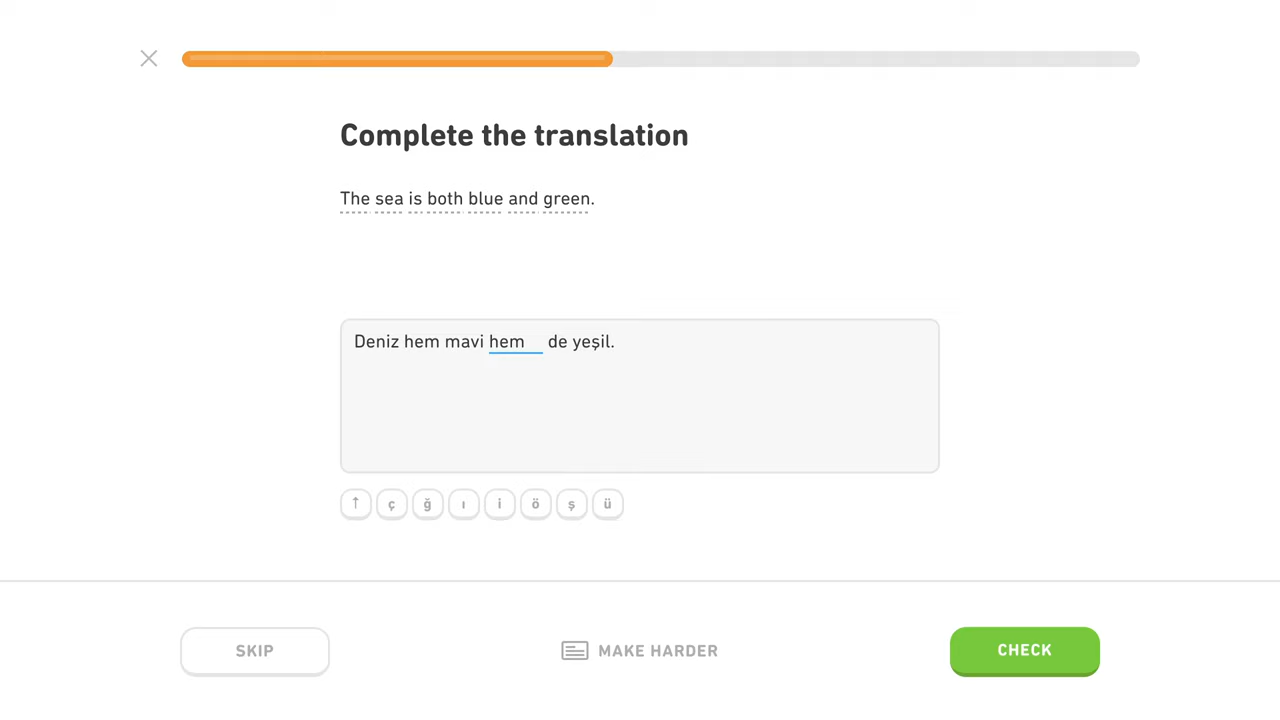 Complete the translation
The sea is both blue and green.
Deniz hem mavi hem de yeşil.
↑ ç ğ ı i ö ş ü
SKIP MAKE HARDER CHECK